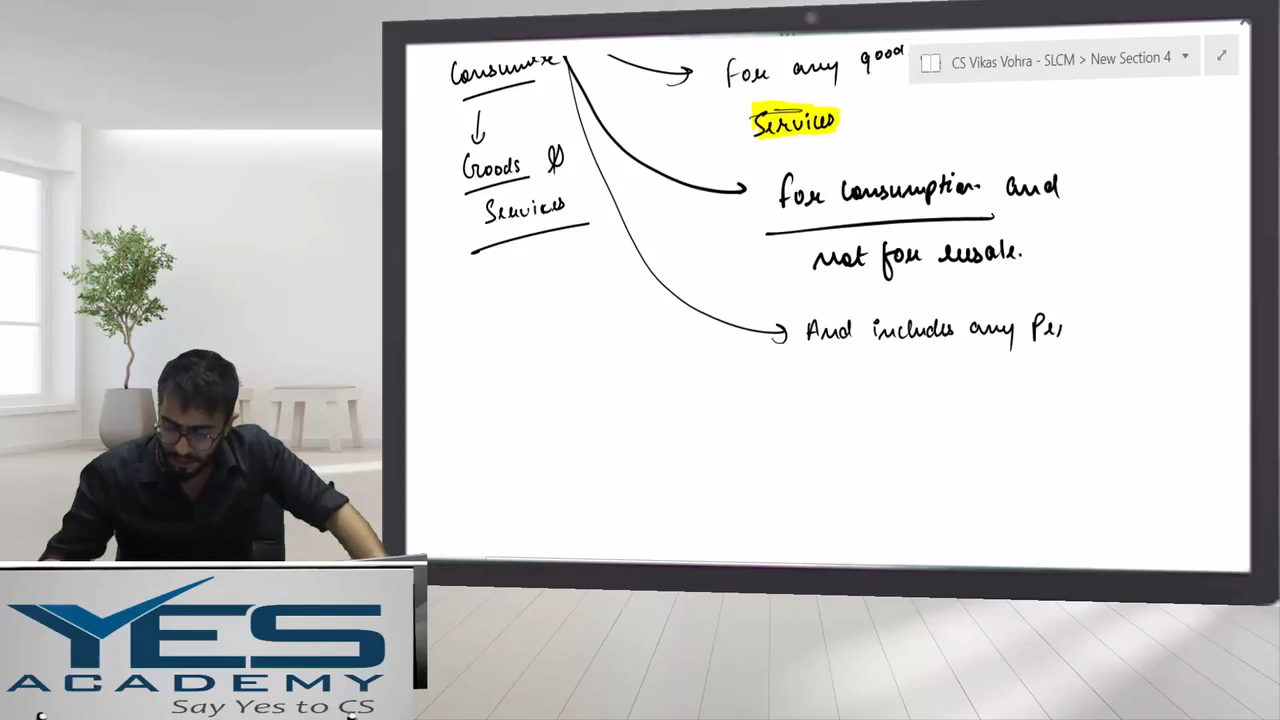 Consumer
for any good
CS Vikas Vohra - SLCM > New Section 4
Services
Goods &
Services
for consumption and
not for resale.
And includes any Per
YES
ACADEMY
Say Yes to CS